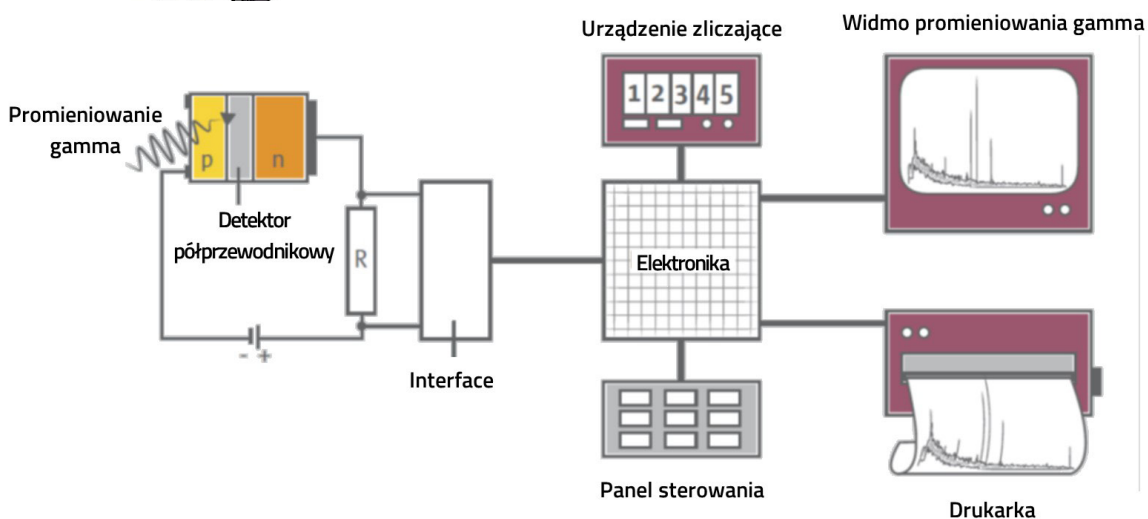 Urządzenie zliczające
Widmo promieniowania gamma
1 2 3 4 5
Promieniowanie
gamma
p
n
Detektor
półprzewodnikowy
R
Elektronika
- +
Interface
Panel sterowania
Drukarka